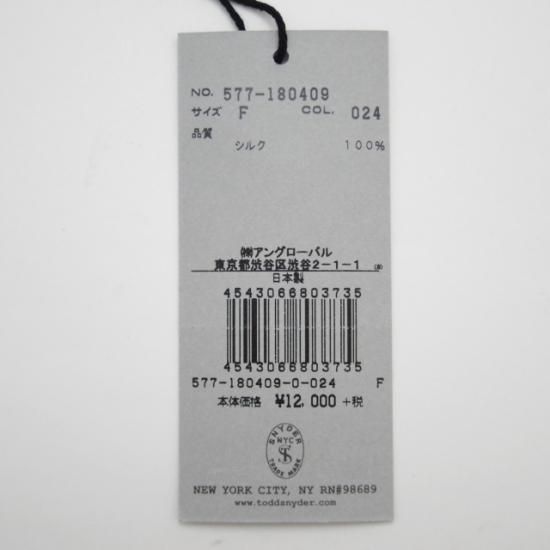 NO. 577-180409
サイズ F COL. 024
品質
シルク 100%
㈱アングローバル
東京都渋谷区渋谷2-1-1
日本製
4543066803735
4543066803735
577-180409-0-024 F
本体価格 ¥12,000 +税
SNYDER
NYC
TS
TRADE MARK
NEW YORK CITY, NY RN#98689
www.toddsnyder.com